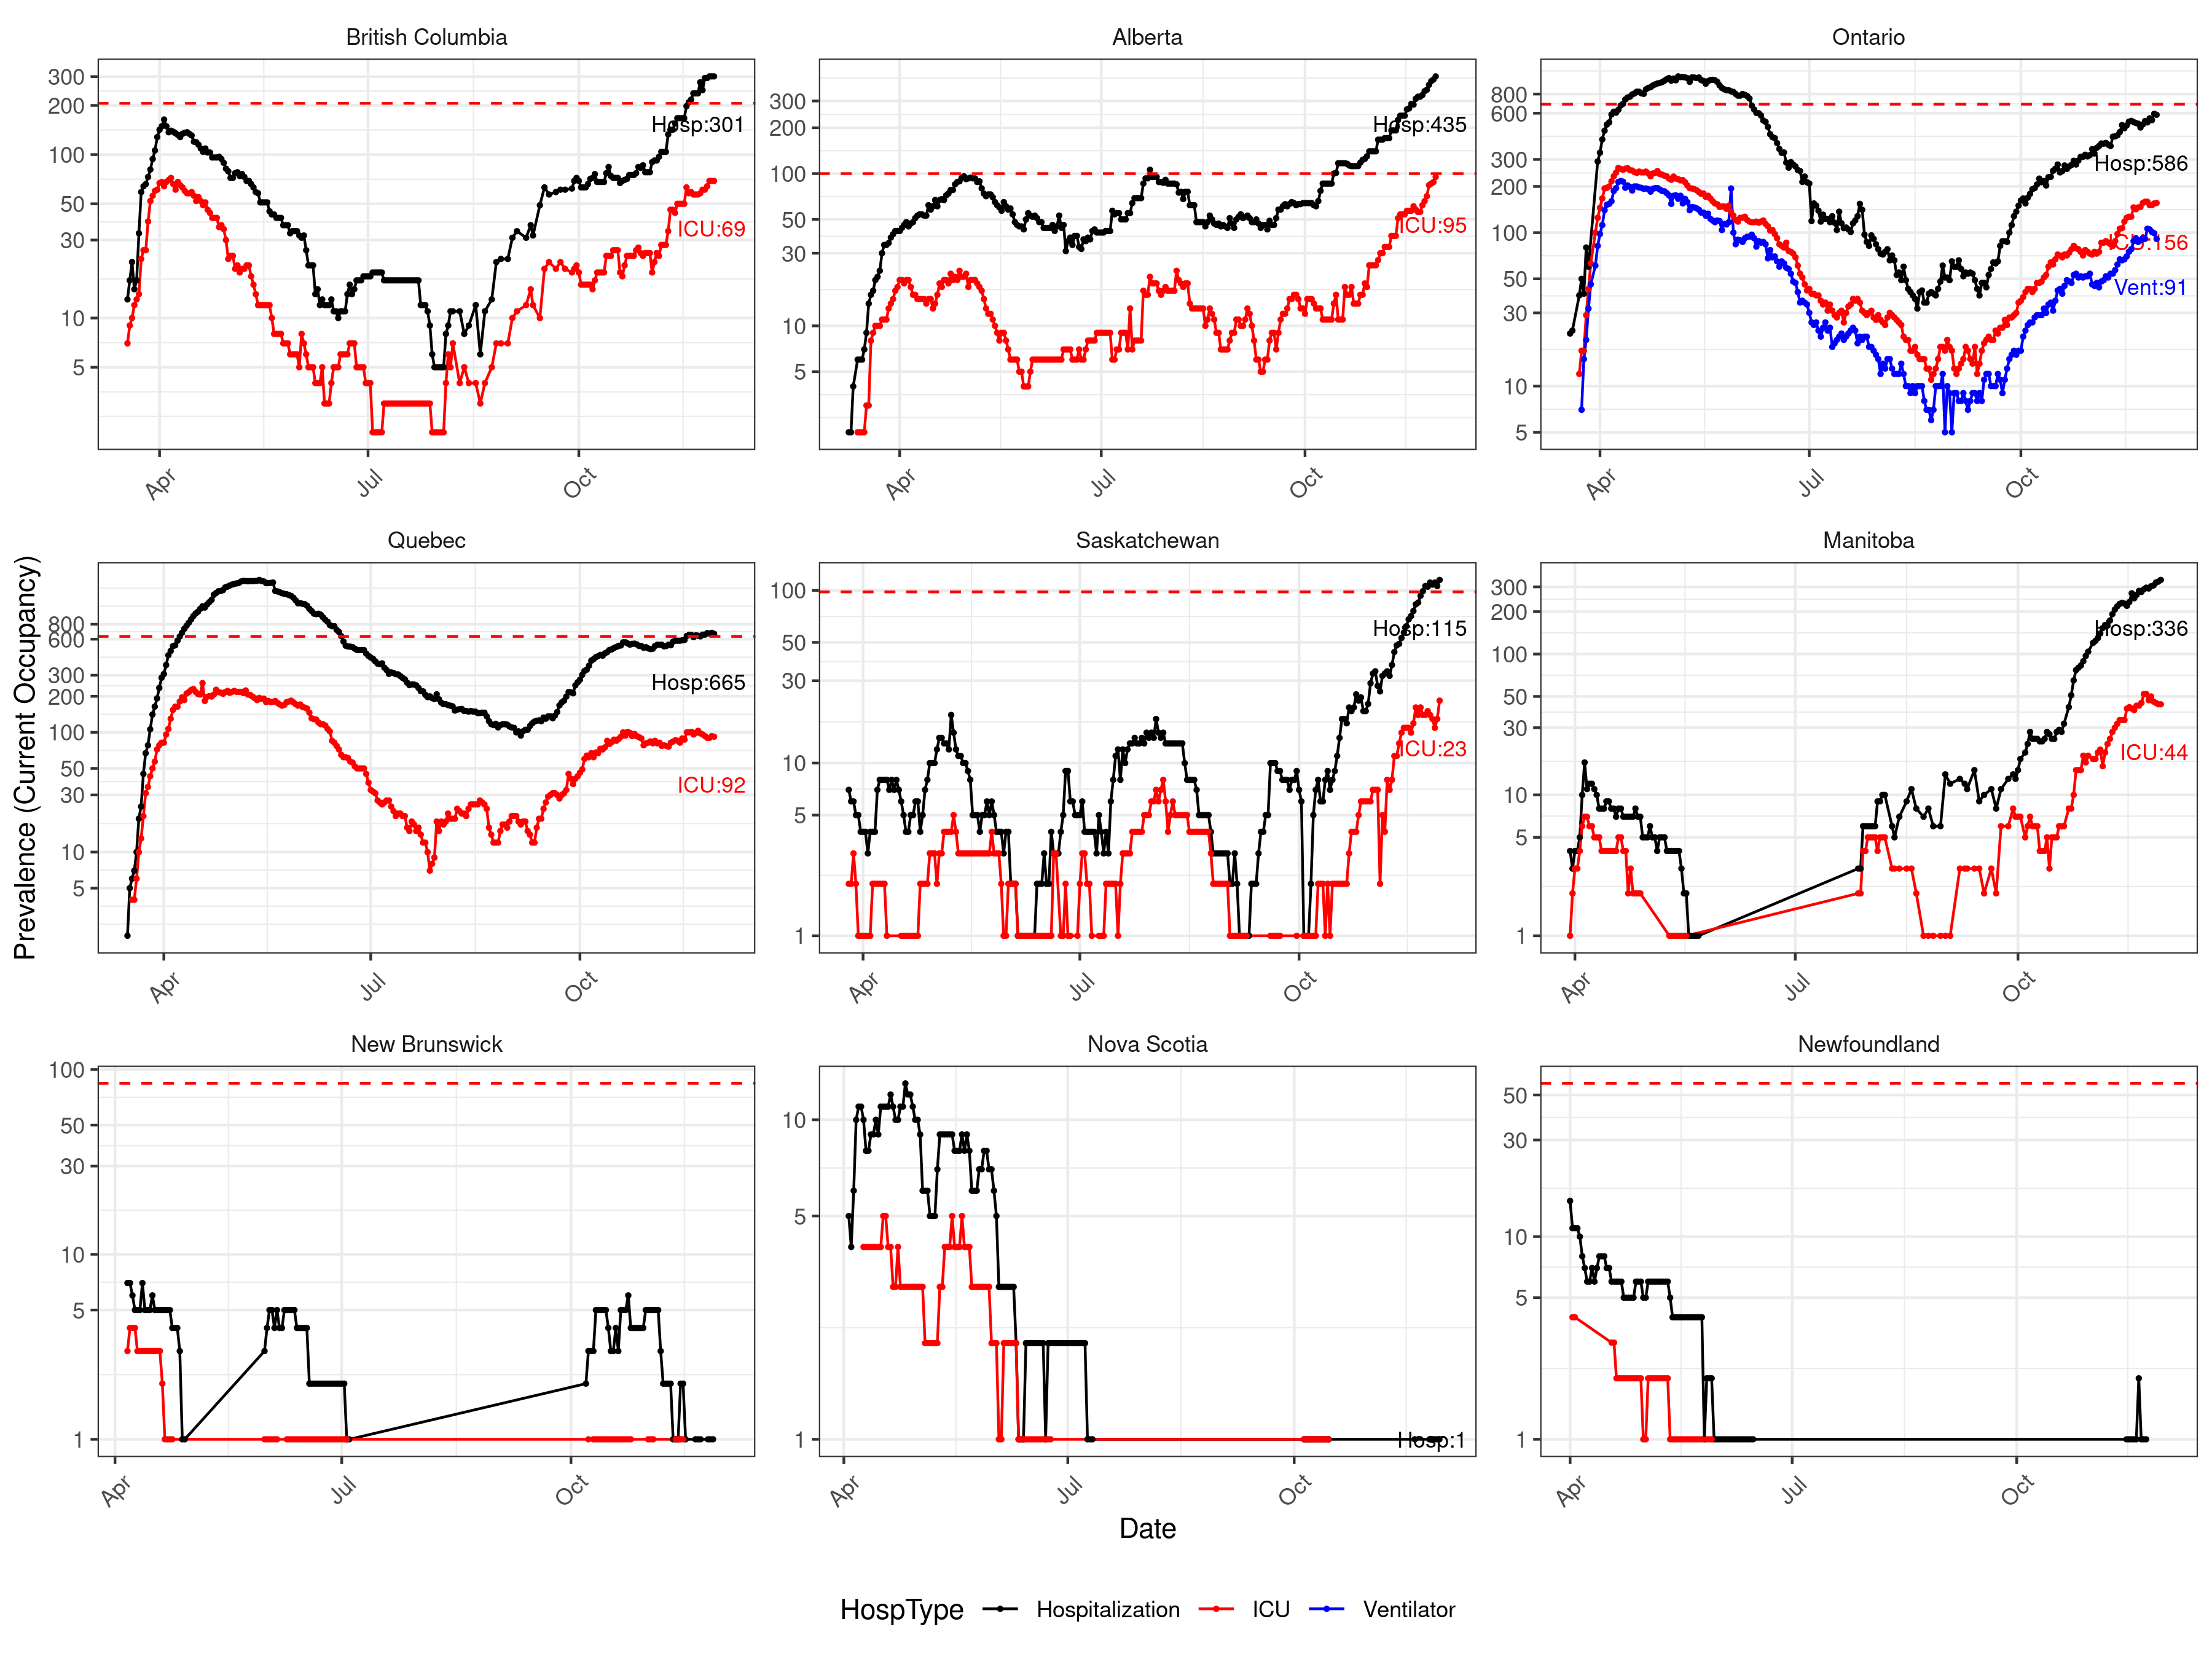 British Columbia
Alberta
Ontario
300
200
100
50
30
10
5
Hosp:301
ICU:69
Apr
Jul
Oct
300
200
100
50
30
10
5
Hosp:435
ICU:95
Apr
Jul
Oct
800
600
300
200
100
50
30
10
5
Hosp:586
ICU:156
Vent:91
Apr
Jul
Oct
Prevalence (Current Occupancy)
Quebec
Saskatchewan
Manitoba
800
600
300
200
100
50
30
10
5
Hosp:665
ICU:92
Apr
Jul
Oct
100
50
30
10
5
1
Hosp:115
ICU:23
Apr
Jul
Oct
300
200
100
50
30
10
5
1
Hosp:336
ICU:44
Apr
Jul
Oct
New Brunswick
Nova Scotia
Newfoundland
100
50
30
10
5
1
Apr
Jul
Oct
10
5
1
Hosp:1
Apr
Jul
Oct
50
30
10
5
1
Apr
Jul
Oct
Date
HospType Hospitalization ICU Ventilator